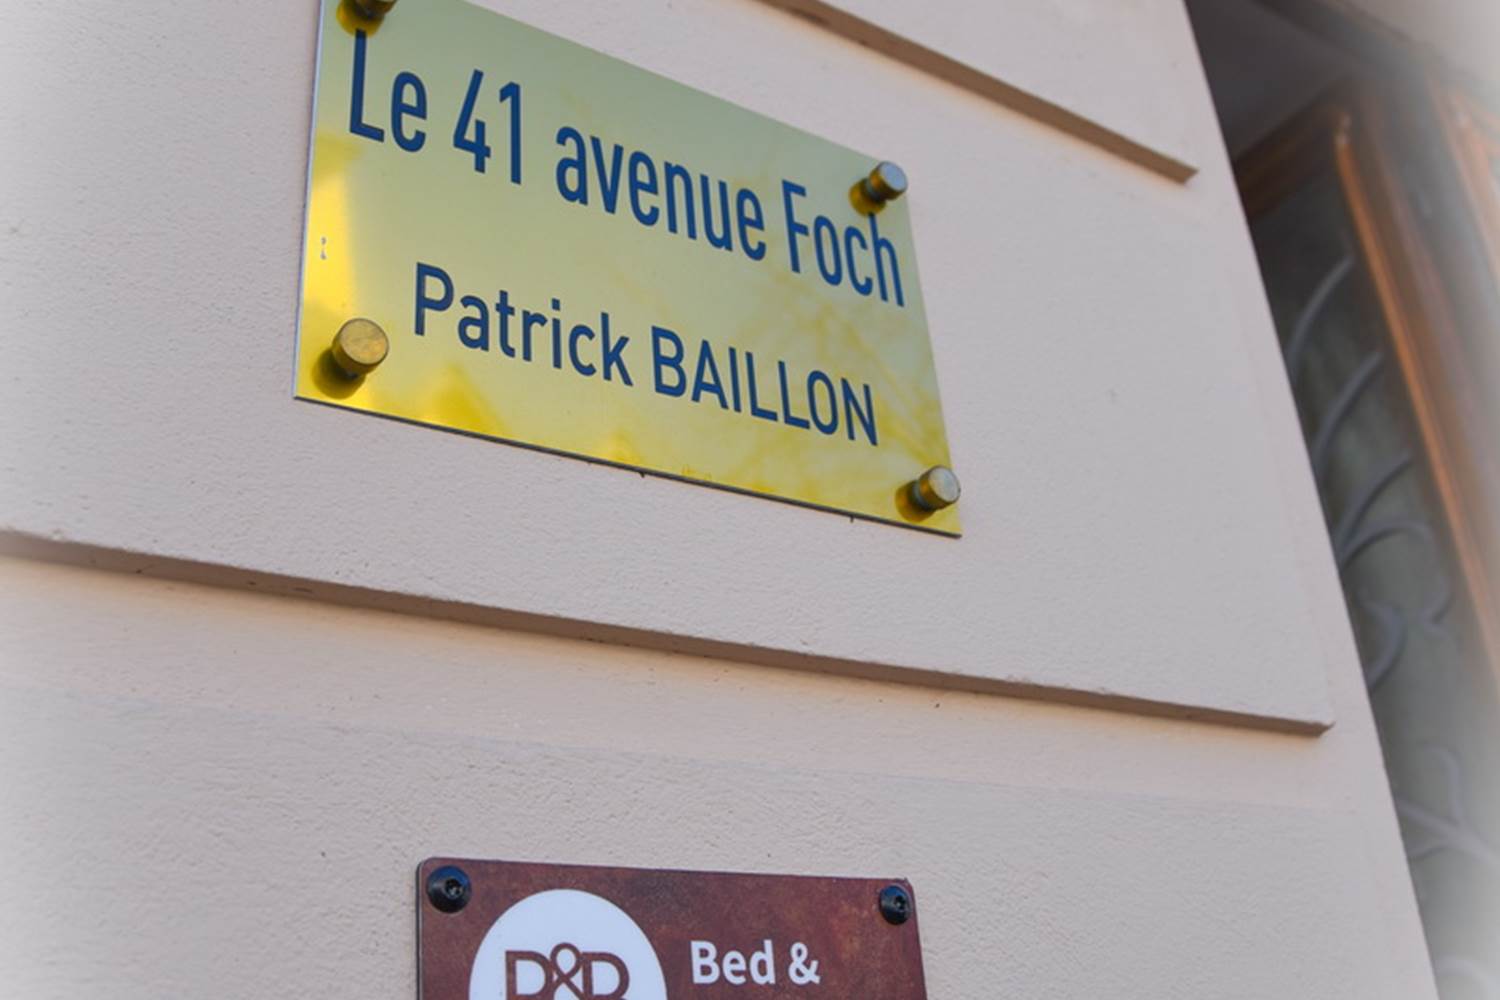 Le 41 avenue Foch
Patrick BAILLON
B&B
Bed &